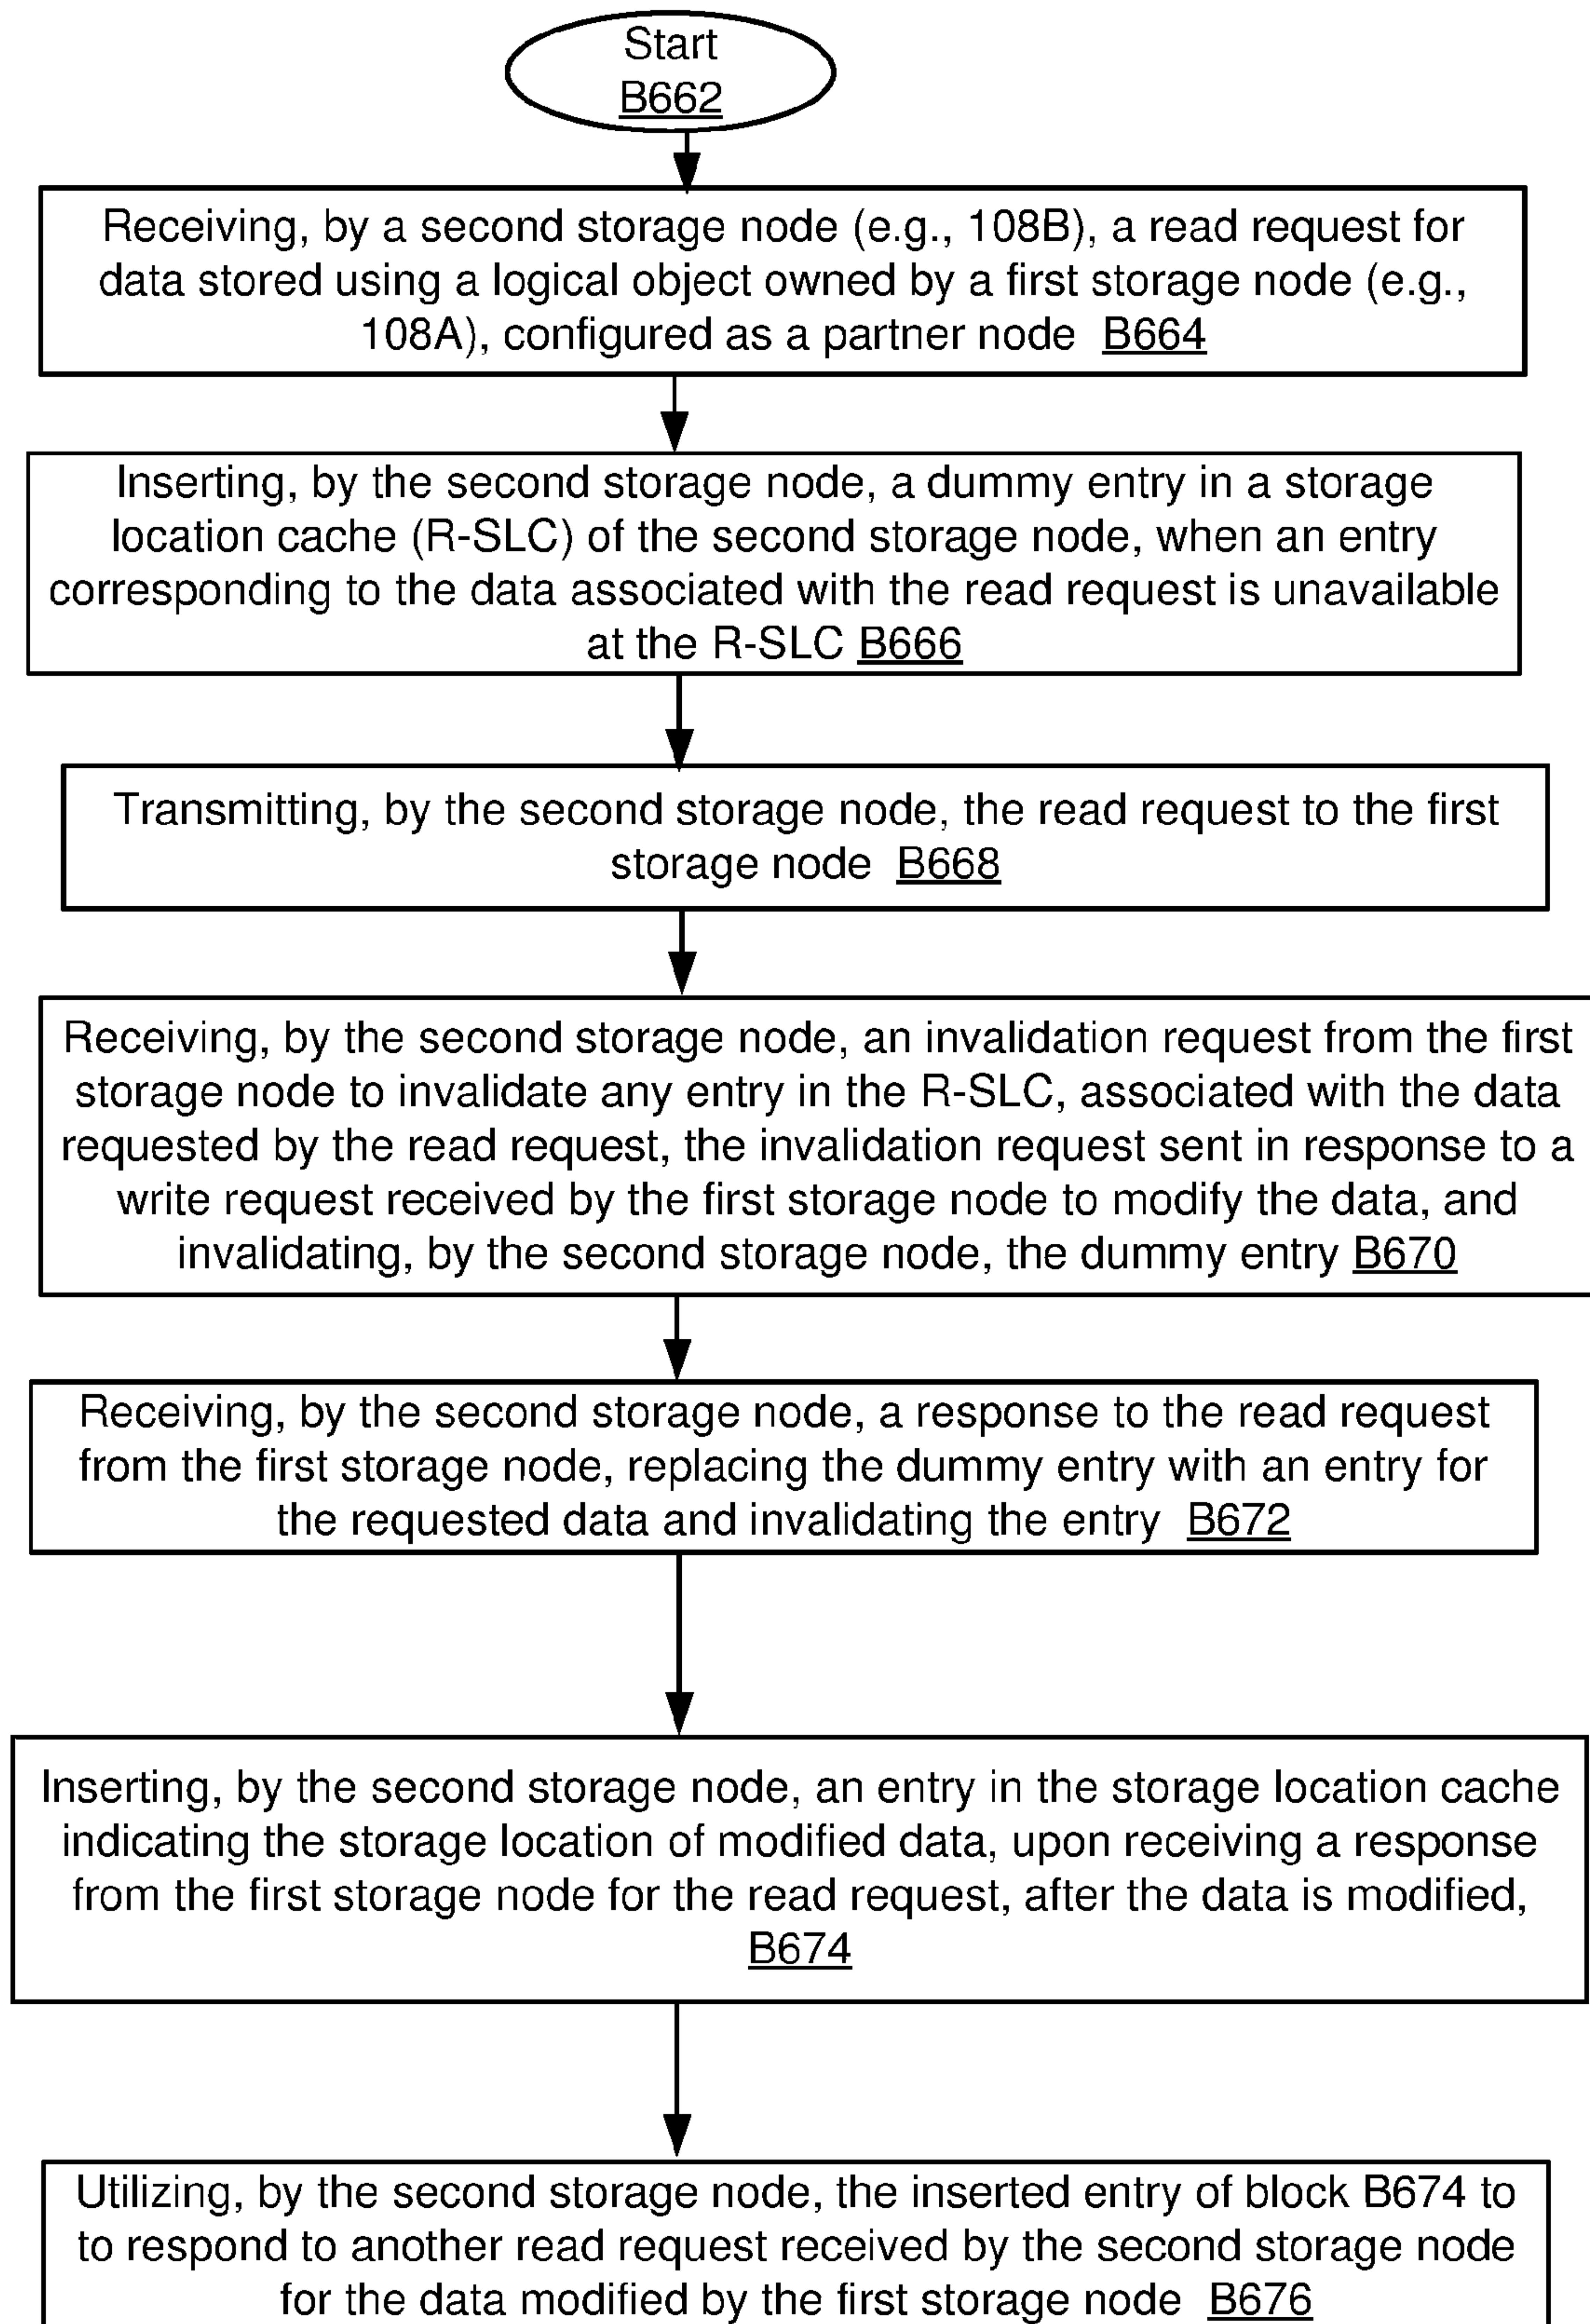 Start
B662
Receiving, by a second storage node (e.g., 108B), a read request for
data stored using a logical object owned by a first storage node (e.g.,
108A), configured as a partner node B664
Inserting, by the second storage node, a dummy entry in a storage
location cache (R-SLC) of the second storage node, when an entry
corresponding to the data associated with the read request is unavailable
at the R-SLC B666
Transmitting, by the second storage node, the read request to the first
storage node B668
Receiving, by the second storage node, an invalidation request from the first
storage node to invalidate any entry in the R-SLC, associated with the data
requested by the read request, the invalidation request sent in response to a
write request received by the first storage node to modify the data, and
invalidating, by the second storage node, the dummy entry B670
Receiving, by the second storage node, a response to the read request
from the first storage node, replacing the dummy entry with an entry for
the requested data and invalidating the entry B672
Inserting, by the second storage node, an entry in the storage location cache
indicating the storage location of modified data, upon receiving a response
from the first storage node for the read request, after the data is modified,
B674
Utilizing, by the second storage node, the inserted entry of block B674 to
to respond to another read request received by the second storage node
for the data modified by the first storage node B676